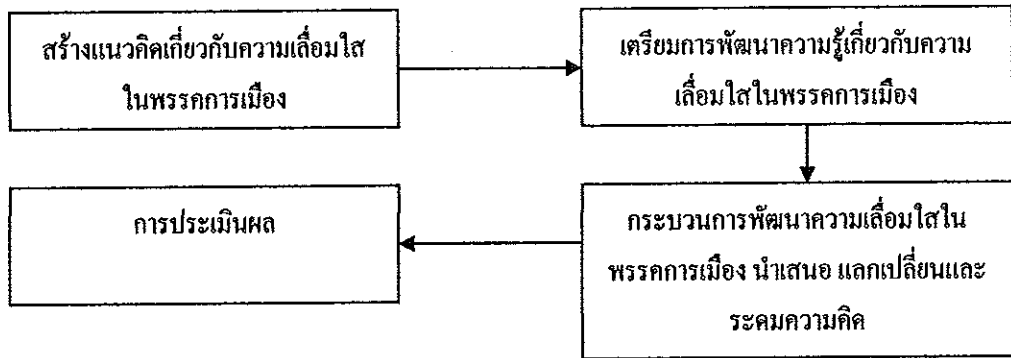 สร้างแนวคิดเกี่ยวกับความเลื่อมใส
ในพรรคการเมือง
เตรียมการพัฒนาความรู้เกี่ยวกับความ
เลื่อมใสในพรรคการเมือง
กระบวนการพัฒนาความเลื่อมใสใน
พรรคการเมือง นำเสนอ แลกเปลี่ยนและ
ระดมความคิด
การประเมินผล